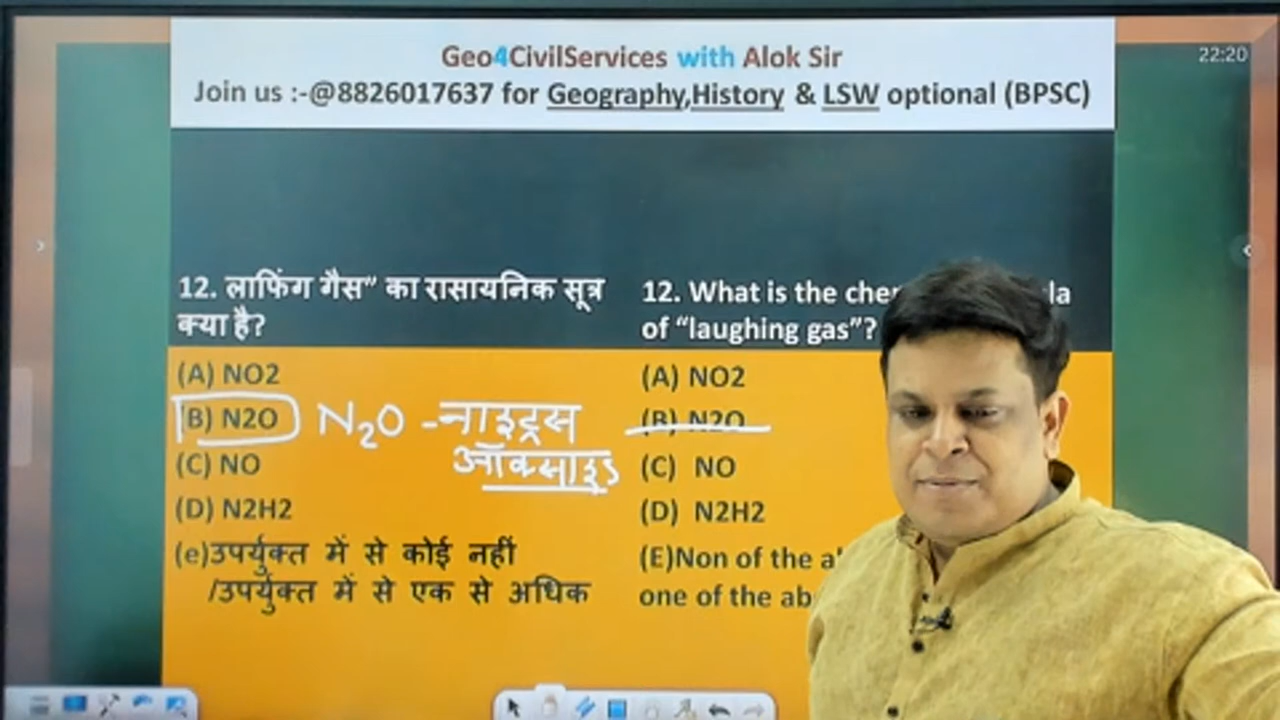 Geo4CivilServices with Alok Sir
22:20
Join us :-@8826017637 for Geography,History & LSW optional (BPSC)
12. लाफिंग गैस” का रासायनिक सूत्र
क्या है?
(A) NO2
(B) N2O N2O - नाइट्रस
ऑक्साइड
(C) NO
(D) N2H2
(e)उपर्युक्त में से कोई नहीं
/उपर्युक्त में से एक से अधिक
12. What is the
of “laughing gas”?
(A) NO2
(B) N2O
(C) NO
(D) N2H2
(E)Non of the
one of the